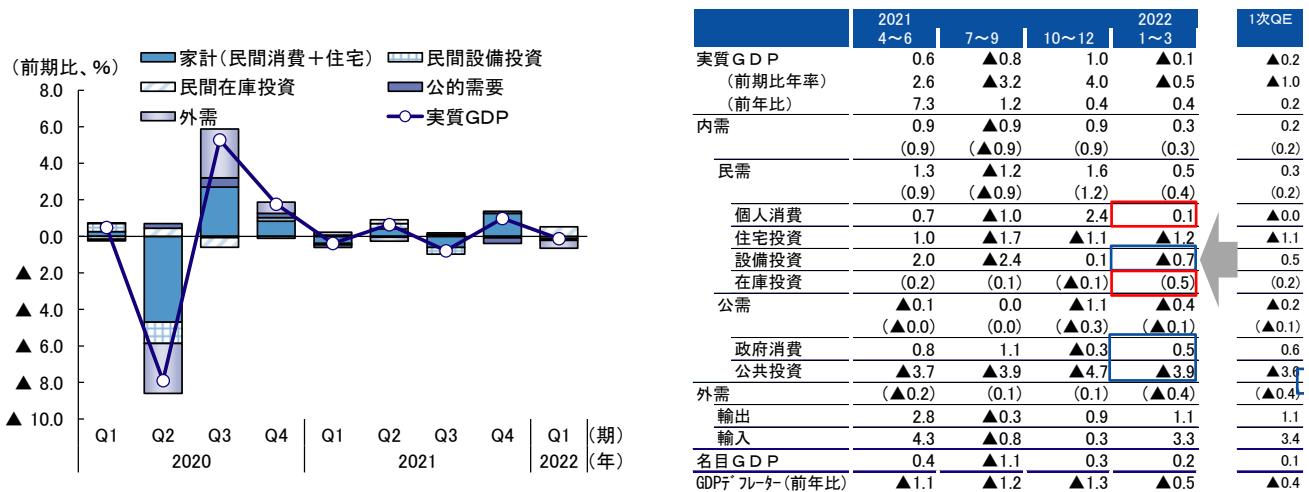 (前期比、%)
家計(民間消費+住宅)
民間設備投資
民間在庫投資
公的需要
外需
実質GDP
8.0
6.0
4.0
2.0
0.0
▲ 2.0
▲ 4.0
▲ 6.0
▲ 8.0
▲ 10.0
Q1 Q2 Q3 Q4 Q1 Q2 Q3 Q4 Q1 (期)
2020 2021 2022 (年)
2021 2022 1次QE
4~6 7~9 10~12 1~3
実質GDP 0.6 ▲0.8 1.0 ▲0.1 ▲0.2
(前期比年率) 2.6 ▲3.2 4.0 ▲0.5 ▲1.0
(前年比) 7.3 1.2 0.4 0.4 0.2
内需 0.9 ▲0.9 0.9 0.3 0.2
(0.9) (▲0.9) (0.9) (0.3) (0.2)
民需 1.3 ▲1.2 1.6 0.5 0.3
(0.9) (▲0.9) (1.2) (0.4) (0.2)
個人消費 0.7 ▲1.0 2.4 0.1 ▲0.0
住宅投資 1.0 ▲1.7 ▲1.1 ▲1.2 ▲1.1
設備投資 2.0 ▲2.4 0.1 ▲0.7 0.5
在庫投資 (0.2) (0.1) (▲0.1) (0.5) (0.2)
公需 ▲0.1 0.0 ▲1.1 ▲0.4 ▲0.2
(▲0.0) (0.0) (▲0.3) (▲0.1) (▲0.1)
政府消費 0.8 1.1 ▲0.3 0.5 0.6
公共投資 ▲3.7 ▲3.9 ▲4.7 ▲3.9 ▲3.6
外需 (▲0.2) (0.1) (0.1) (▲0.4) (▲0.4)
輸出 2.8 ▲0.3 0.9 1.1 1.1
輸入 4.3 ▲0.8 0.3 3.3 3.4
名目GDP 0.4 ▲1.1 0.3 0.2 0.1
GDPデフレーター(前年比) ▲1.1 ▲1.2 ▲1.3 ▲0.5 ▲0.4